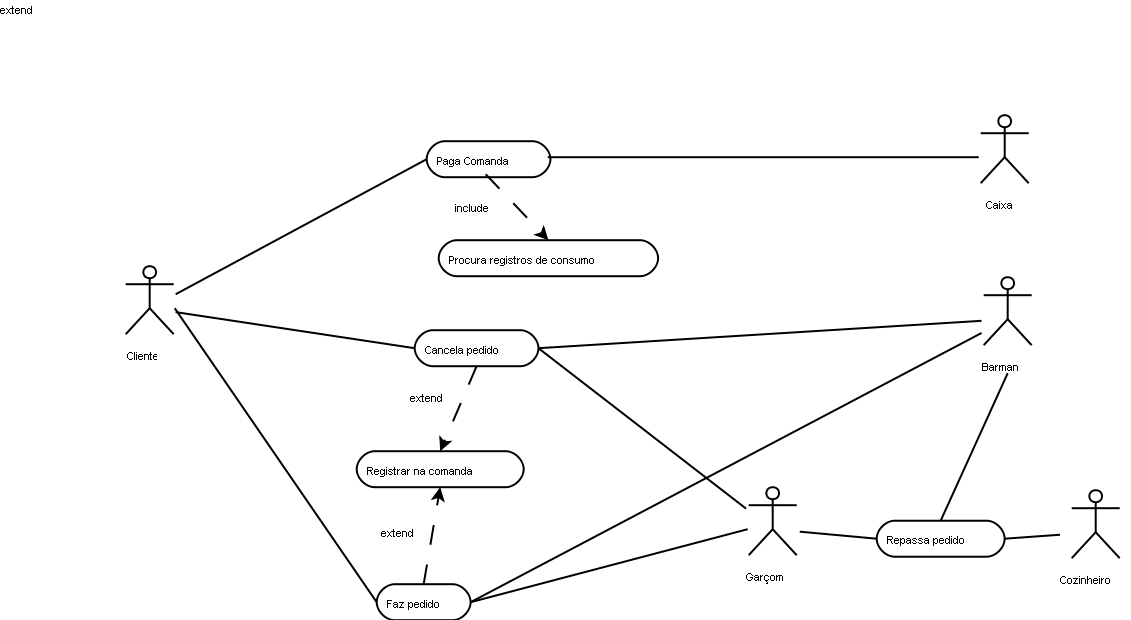 extend
Paga Comanda
include
Caixa
Procura registros de consumo
Cliente
Cancela pedido
Barman
extend
Registrar na comanda
extend
Repassa pedido
Garçom
Cozinheiro
Faz pedido